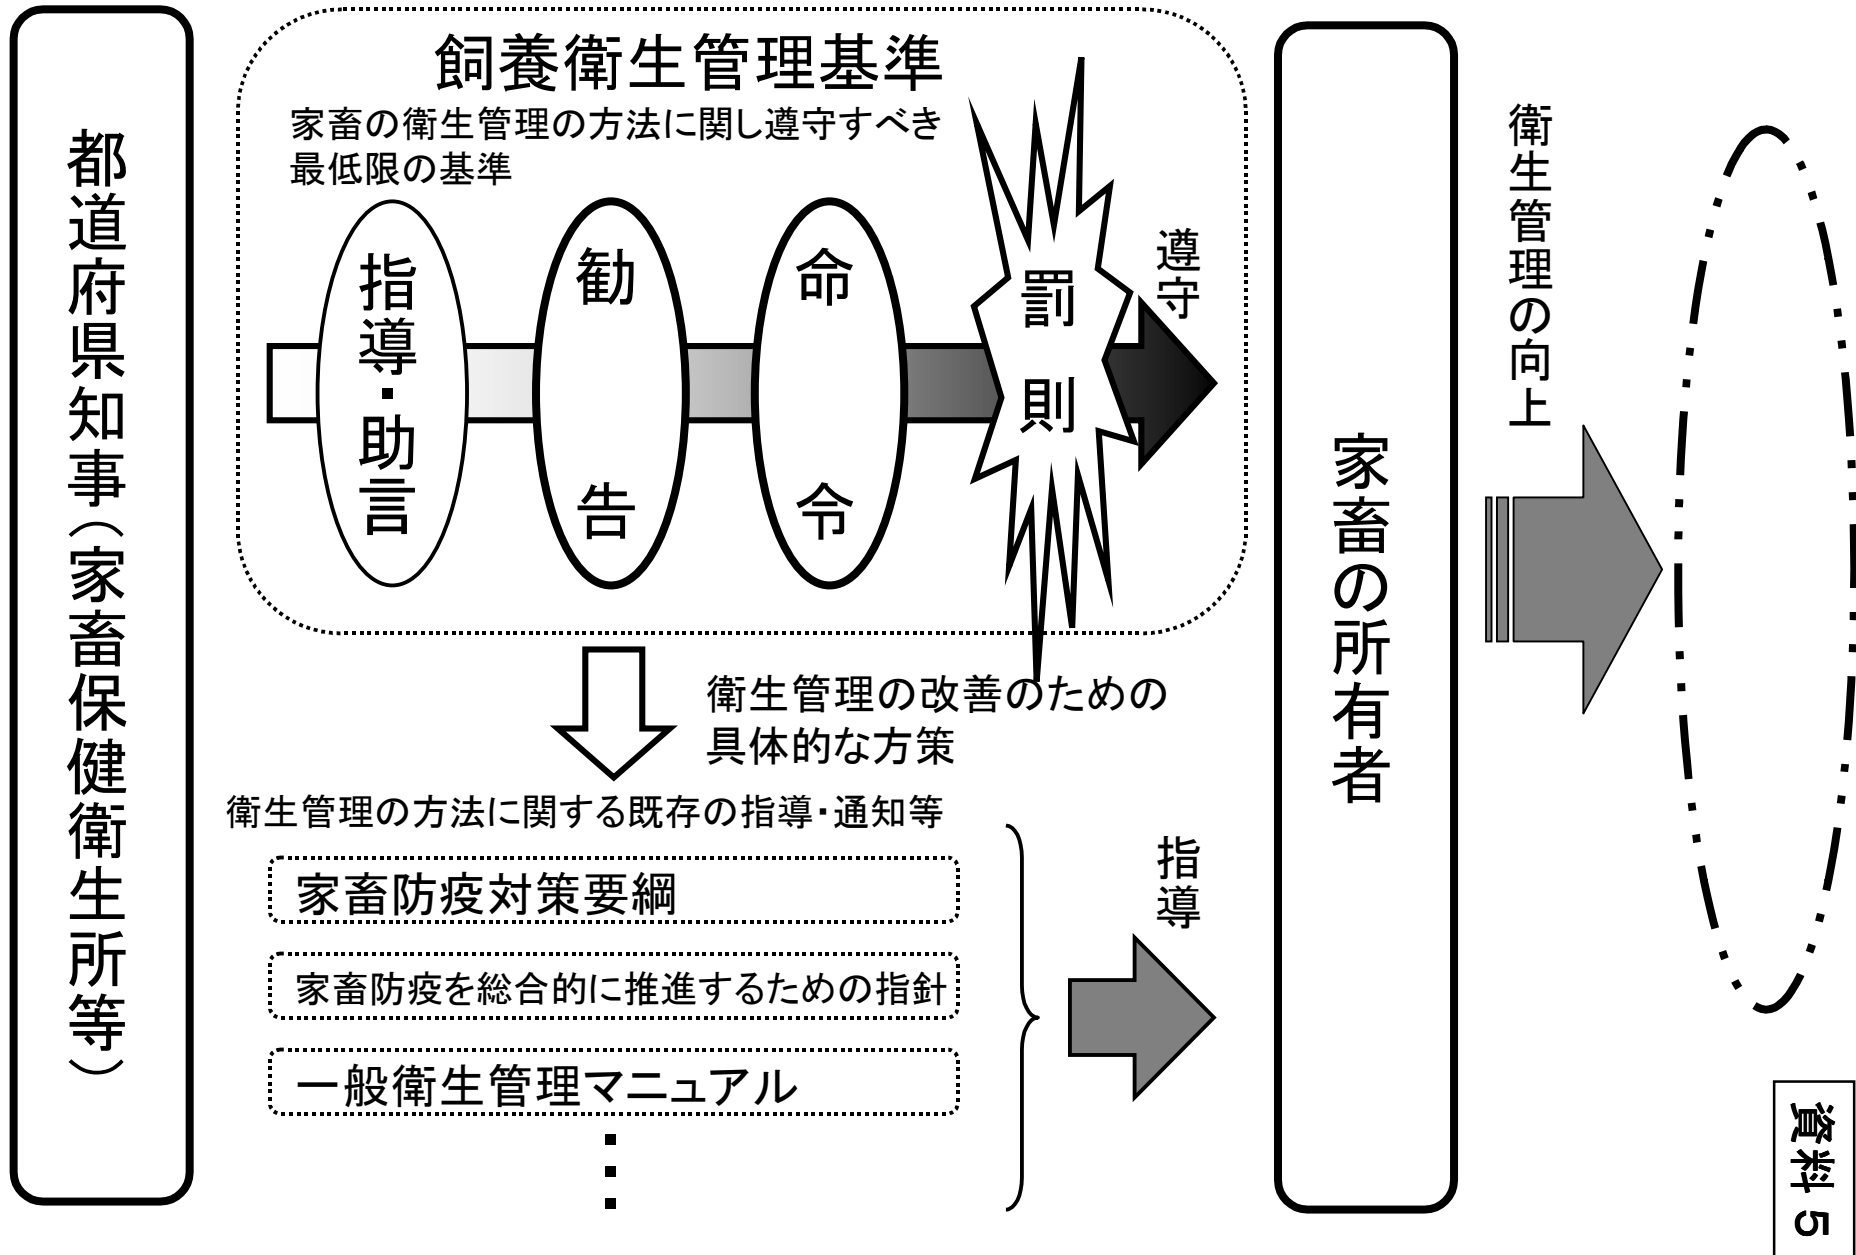 都道府県知事（家畜保健衛生所等）
飼養衛生管理基準
家畜の衛生管理の方法に関し遵守すべき
最低限の基準
指導・助言
勧告
命令
罰則
遵守
衛生管理の改善のための
具体的な方策
衛生管理の方法に関する既存の指導・通知等
家畜防疫対策要綱
家畜防疫を総合的に推進するための指針
一般衛生管理マニュアル
指導
家畜の所有者
衛生管理の向上
資料５